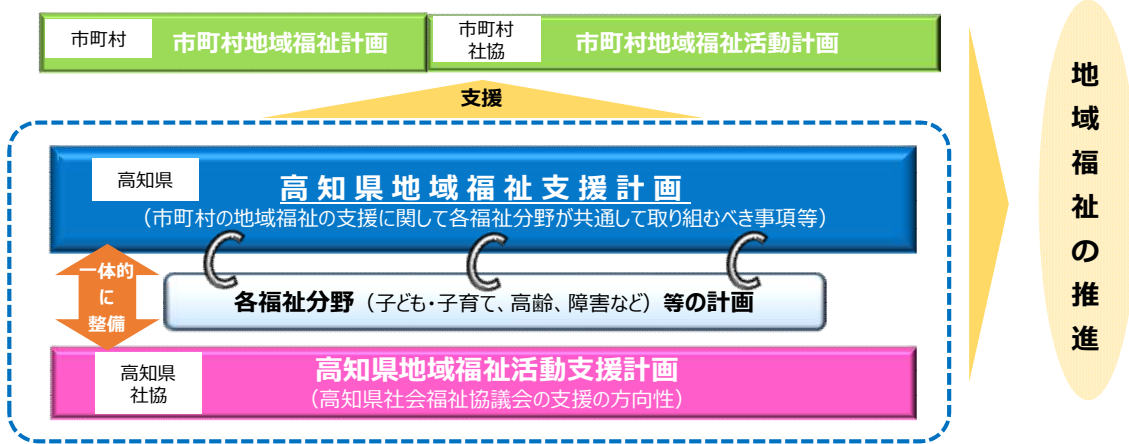 市町村
市町村地域福祉計画
市町村
社協
市町村地域福祉活動計画
支援
高知県
高知県地域福祉支援計画
（市町村の地域福祉の支援に関して各福祉分野が共通して取り組むべき事項等）
一体的
に
整備
各福祉分野（子ども・子育て、高齢、障害など）等の計画
高知県
社協
高知県地域福祉活動支援計画
（高知県社会福祉協議会の支援の方向性）
地域福祉の推進